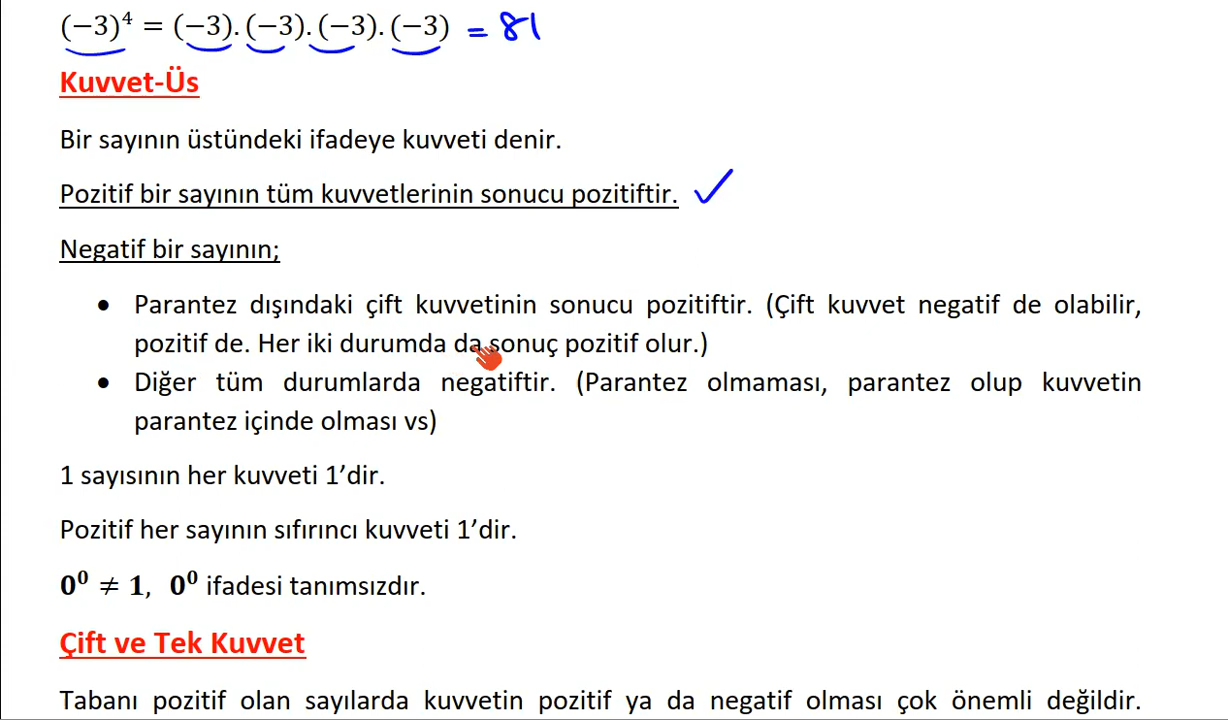 (−3)⁴ = (−3). (−3). (−3). (−3) = 81
Kuvvet-Üs
Bir sayının üstündeki ifadeye kuvveti denir.
Pozitif bir sayının tüm kuvvetlerinin sonucu pozitiftir. ✓
Negatif bir sayının;
• Parantez dışındaki çift kuvvetinin sonucu pozitiftir. (Çift kuvvet negatif de olabilir,
pozitif de. Her iki durumda da sonuç pozitif olur.)
• Diğer tüm durumlarda negatiftir. (Parantez olmaması, parantez olup kuvvetin
parantez içinde olması vs)
1 sayısının her kuvveti 1’dir.
Pozitif her sayının sıfırıncı kuvveti 1’dir.
0⁰ ≠ 1, 0⁰ ifadesi tanımsızdır.
Çift ve Tek Kuvvet
Tabanı pozitif olan sayılarda kuvvetin pozitif ya da negatif olması çok önemli değildir.